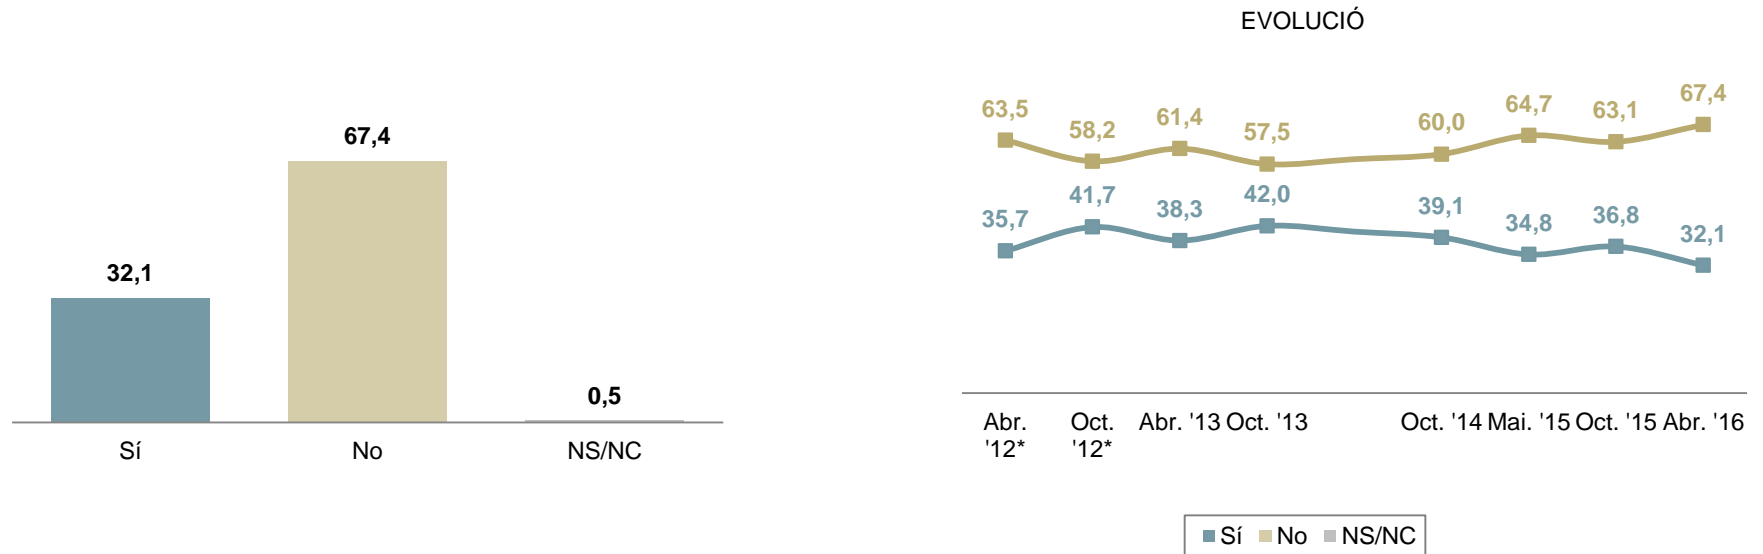 EVOLUCIÓ
32,1
67,4
0,5
Sí
No
NS/NC
63,5
58,2
61,4
57,5
60,0
64,7
63,1
67,4
35,7
41,7
38,3
42,0
39,1
34,8
36,8
32,1
Abr. '12*
Oct. '12*
Abr. '13
Oct. '13
Oct. '14
Mai. '15
Oct. '15
Abr. '16
Sí No NS/NC